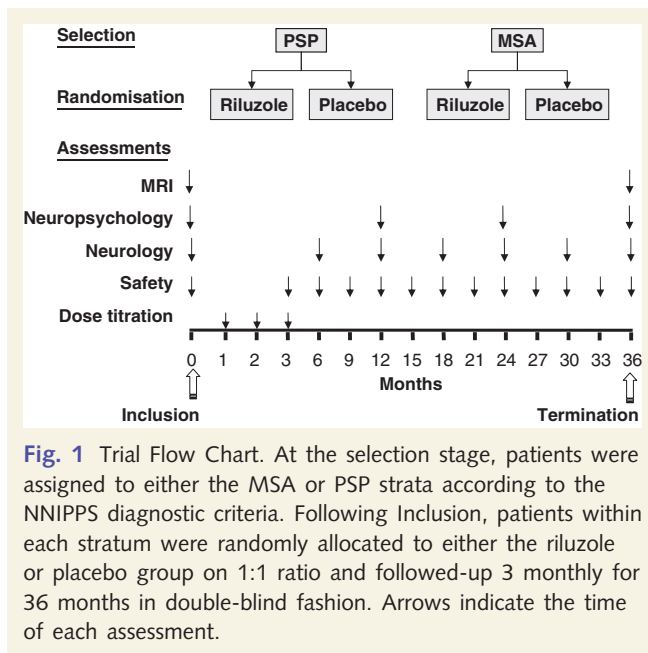 Selection PSP MSA
Randomisation Riluzole Placebo Riluzole Placebo
Assessments
MRI
Neuropsychology
Neurology
Safety
Dose titration
0 1 2 3 6 9 12 15 18 21 24 27 30 33 36
Months
Inclusion Termination
Fig. 1 Trial Flow Chart. At the selection stage, patients were
assigned to either the MSA or PSP strata according to the
NNIPPS diagnostic criteria. Following Inclusion, patients within
each stratum were randomly allocated to either the riluzole
or placebo group on 1:1 ratio and followed-up 3 monthly for
36 months in double-blind fashion. Arrows indicate the time
of each assessment.